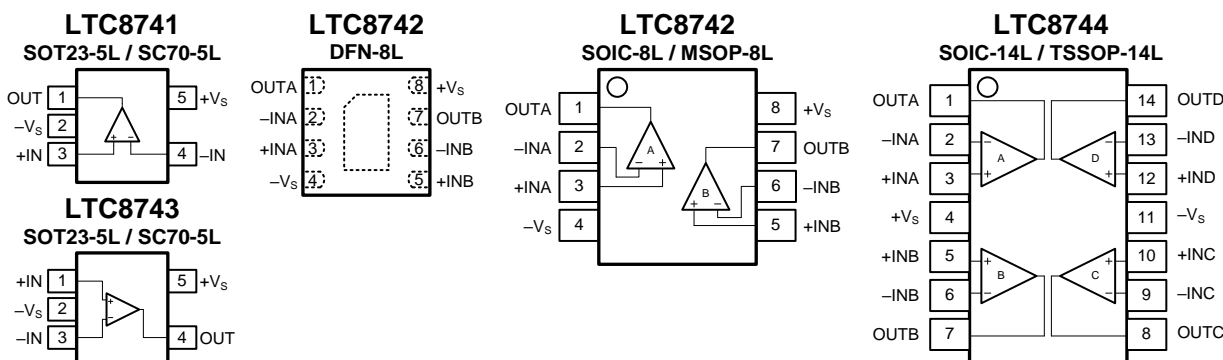 LTC8741
SOT23-5L / SC70-5L
OUT 1 5 +VS
–VS 2
+IN 3 4 –IN
+ –
LTC8743
SOT23-5L / SC70-5L
+IN 1 5 +VS
–VS 2
–IN 3 4 OUT
+
–
LTC8742
DFN-8L
OUTA 1 8 +VS
–INA 2 7 OUTB
+INA 3 6 –INB
–VS 4 5 +INB
LTC8742
SOIC-8L / MSOP-8L
OUTA 1 8 +VS
–INA 2 A 7 OUTB
– +
+INA 3 B 6 –INB
+ –
–VS 4 5 +INB
LTC8744
SOIC-14L / TSSOP-14L
OUTA 1 14 OUTD
–INA 2 – – 13 –IND
A D
+INA 3 + + 12 +IND
+VS 4 11 –VS
+INB 5 + + 10 +INC
B C
–INB 6 – – 9 –INC
OUTB 7 8 OUTC